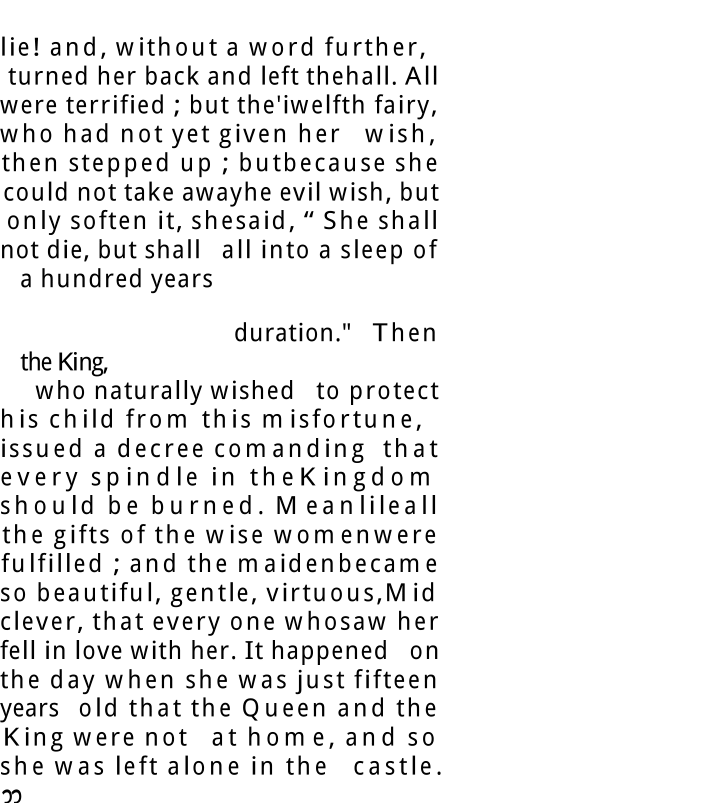 lie! and, without a word further,
turned her back and left thehall. All
were terrified ; but the'iwelfth fairy,
who had not yet given her wish,
then stepped up ; butbecause she
could not take awayhe evil wish, but
only soften it, shesaid, “ She shall
not die, but shall all into a sleep of
a hundred years
duration." Then
the King,
who naturally wished to protect
his child from this misfortune,
issued a decree comanding that
every spindle in theKingdom
should be burned. Meanlileall
the gifts of the wise womenwere
fulfilled ; and the maidenbecame
so beautiful, gentle, virtuous,Mid
clever, that every one whosaw her
fell in love with her. It happened on
the day when she was just fifteen
years old that the Queen and the
King were not at home, and so
she was left alone in the castle.